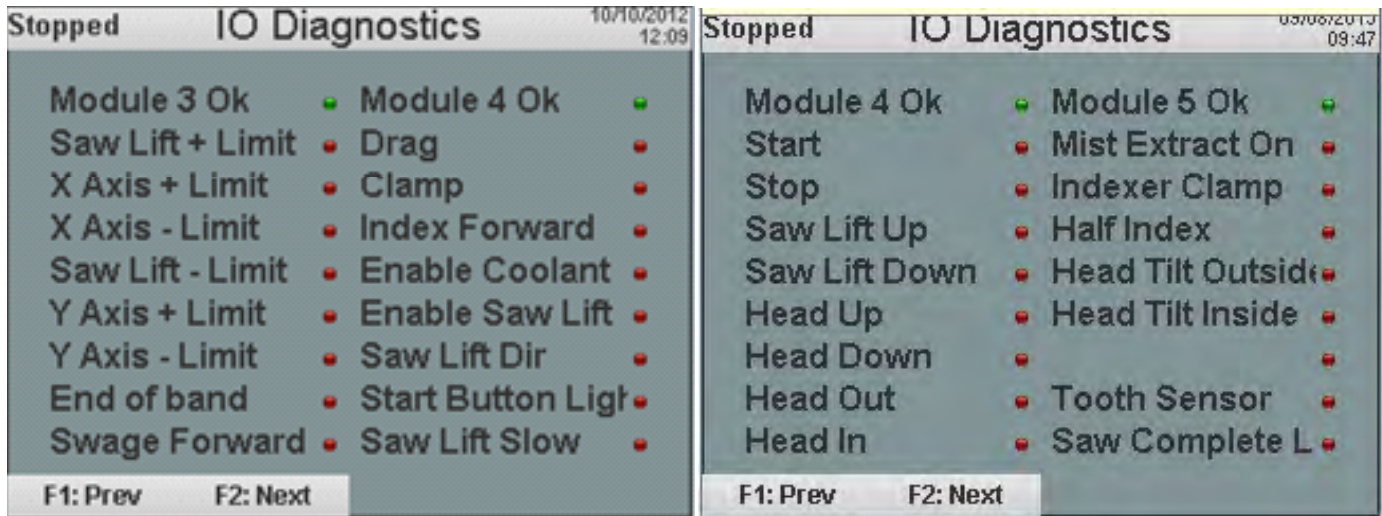 Stopped IO Diagnostics 10/10/2012
12:09
Module 3 Ok Module 4 Ok
Saw Lift + Limit Drag
X Axis + Limit Clamp
X Axis - Limit Index Forward
Saw Lift - Limit Enable Coolant
Y Axis + Limit Enable Saw Lift
Y Axis - Limit Saw Lift Dir
End of band Start Button Ligh
Swage Forward Saw Lift Slow
F1: Prev F2: Next
Stopped IO Diagnostics
09:47
Module 4 Ok Module 5 Ok
Start Mist Extract On
Stop Indexer Clamp
Saw Lift Up Half Index
Saw Lift Down Head Tilt Outside
Head Up Head Tilt Inside
Head Down
Head Out Tooth Sensor
Head In Saw Complete L
F1: Prev F2: Next